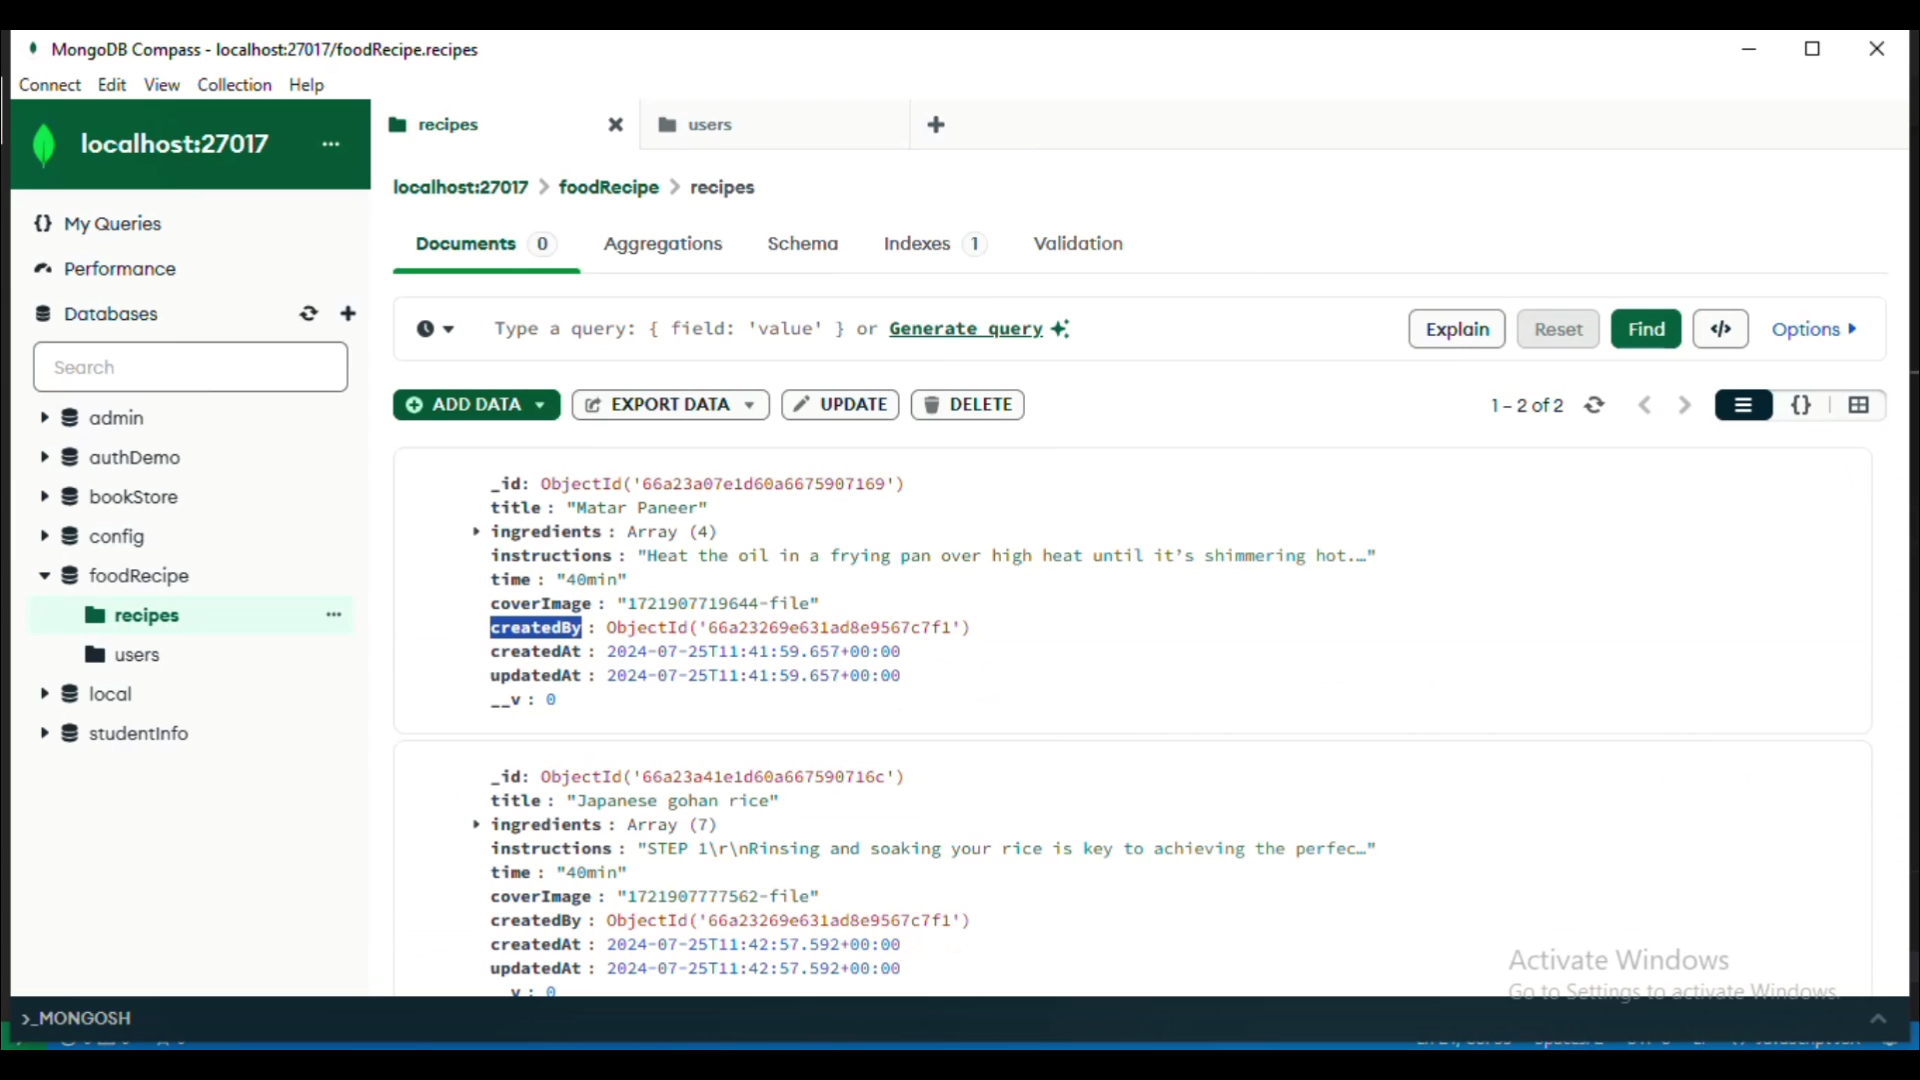 MongoDB Compass - localhost:27017/foodRecipe.recipes
Connect Edit View Collection Help
localhost:27017 ...
recipes
users
localhost:27017 > foodRecipe > recipes
My Queries
Performance
Databases
Search
admin
authDemo
bookStore
config
foodRecipe
recipes ...
users
local
studentInfo
Documents 0 Aggregations Schema Indexes 1 Validation
Type a query: { field: 'value' } or Generate query
Explain Reset Find </> Options
ADD DATA EXPORT DATA UPDATE DELETE
1 – 2 of 2 {}
_id: ObjectId('66a23a07e1d60a6675907169')
title : "Matar Paneer"
ingredients : Array (4)
instructions : "Heat the oil in a frying pan over high heat until it’s shimmering hot.…"
time : "40min"
coverImage : "1721907719644-file"
createdBy : ObjectId('66a23269e631ad8e9567c7f1')
createdAt : 2024-07-25T11:41:59.657+00:00
updatedAt : 2024-07-25T11:41:59.657+00:00
__v : 0
_id: ObjectId('66a23a41e1d60a667590716c')
title : "Japanese gohan rice"
ingredients : Array (7)
instructions : "STEP 1\r\nRinsing and soaking your rice is key to achieving the perfec…"
time : "40min"
coverImage : "1721907777562-file"
createdBy : ObjectId('66a23269e631ad8e9567c7f1')
createdAt : 2024-07-25T11:42:57.592+00:00
updatedAt : 2024-07-25T11:42:57.592+00:00
__v : 0
Activate Windows
Go to Settings to activate Windows.
>_MONGOSH